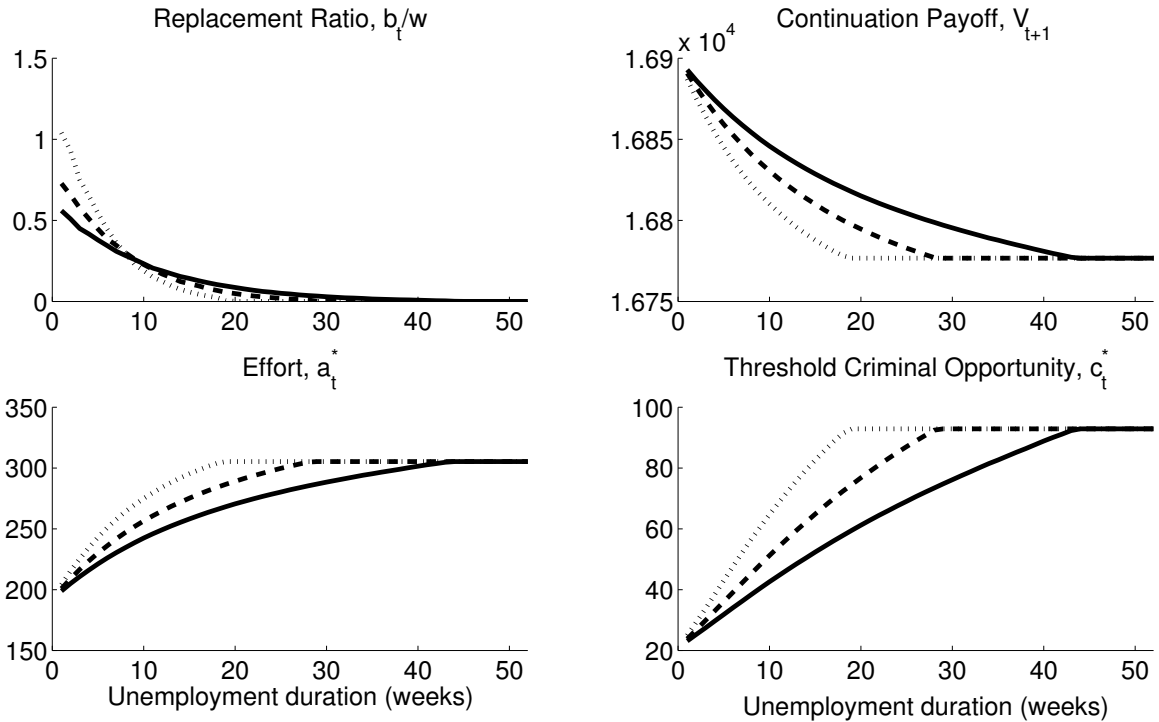 Replacement Ratio, b_t/w
1.5
1
0.5
0
0 10 20 30 40 50
Continuation Payoff, V_{t+1}
x 10^4
1.69
1.685
1.68
1.675
0 10 20 30 40 50
Effort, a_t^*
350
300
250
200
150
0 10 20 30 40 50
Unemployment duration (weeks)
Threshold Criminal Opportunity, c_t^*
100
80
60
40
20
0 10 20 30 40 50
Unemployment duration (weeks)